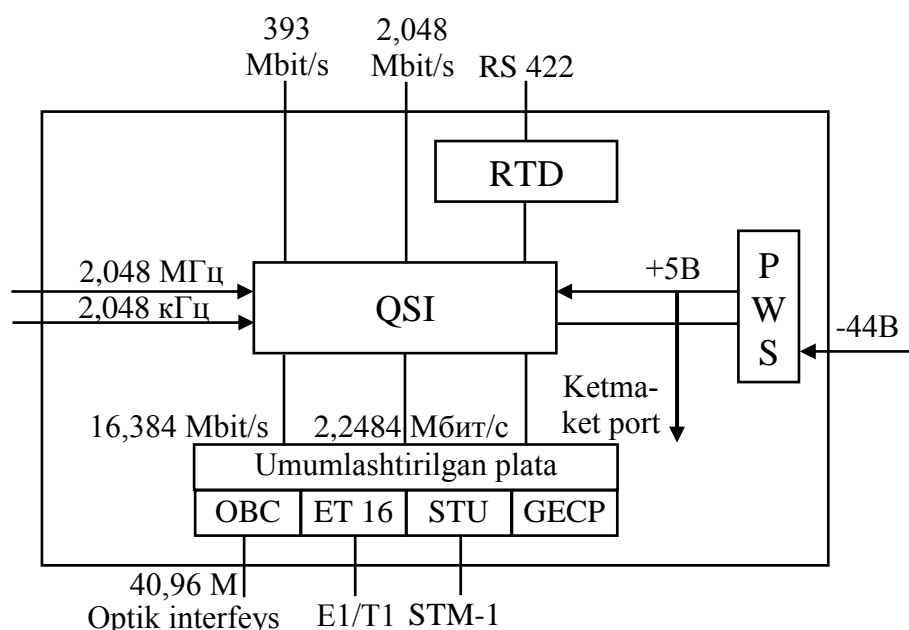 393
Mbit/s
2,048
Mbit/s
RS 422
RTD
2,048 МГц
2,048 кГц
QSI
+5В
P
W
S
-44В
Ketma-
ket port
16,384 Mbit/s
2,2484 Мбит/с
Umumlashtirilgan plata
OBC
ET 16
STU
GECP
40,96 M
Optik interfeys
E1/T1
STM-1